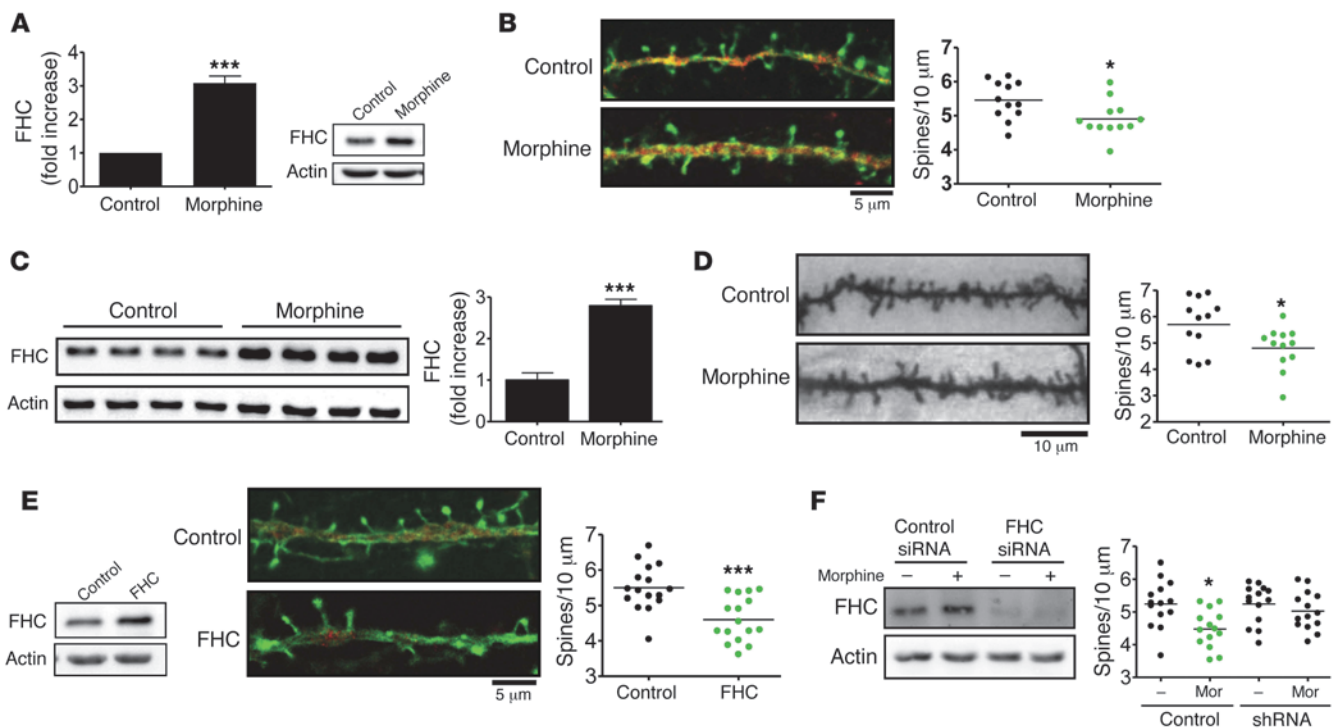 A
FHC
(fold increase)
4
3
2
1
0
***
Control
Morphine
Control
Morphine
FHC
Actin
B
Control
Morphine
5 μm
Spines/10 μm
7
6
5
4
3
*
Control
Morphine
C
Control
Morphine
FHC
Actin
FHC
(fold increase)
3
2
1
0
***
Control
Morphine
D
Control
Morphine
10 μm
Spines/10 μm
7
6
5
4
3
2
*
Control
Morphine
E
Control
FHC
FHC
Actin
Control
FHC
5 μm
Spines/10 μm
7
6
5
4
3
***
Control
FHC
F
Control
siRNA
FHC
siRNA
Morphine
–
+
–
+
FHC
Actin
Spines/10 μm
7
6
5
4
3
*
–
Mor
–
Mor
Control
shRNA